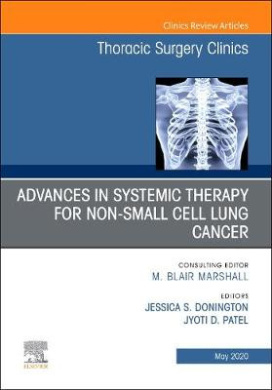 Clinics Review Articles
Thoracic Surgery Clinics
ADVANCES IN SYSTEMIC THERAPY
FOR NON-SMALL CELL LUNG
CANCER
CONSULTING EDITOR
M. BLAIR MARSHALL
EDITORS
JESSICA S. DONINGTON
JYOTI D. PATEL
ELSEVIER
May 2020